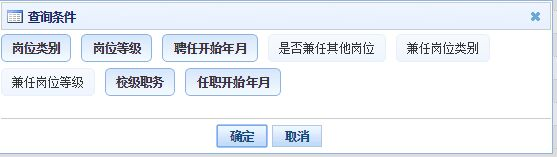 查询条件
岗位类别 岗位等级 聘任开始年月 是否兼任其他岗位 兼任岗位类别
兼任岗位等级 校级职务 任职开始年月
确定 取消